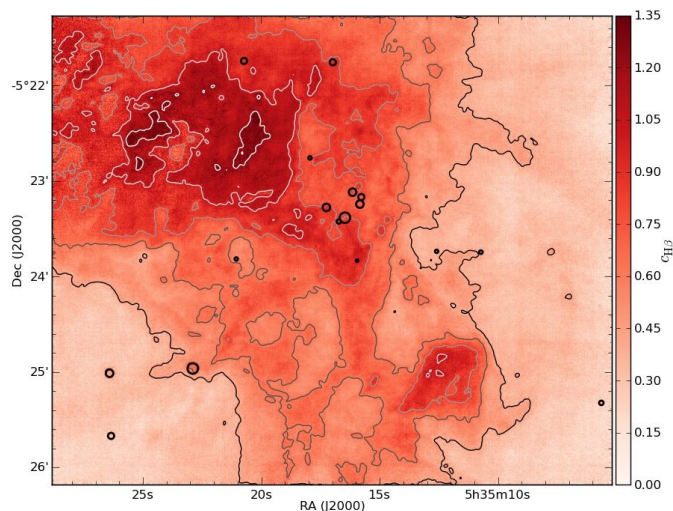 1.35
1.20
1.05
0.90
0.75
0.60
0.45
0.30
0.15
0.00
cHβ
-5°22'
23'
24'
25'
26'
Dec (J2000)
25s
20s
15s
5h35m10s
RA (J2000)